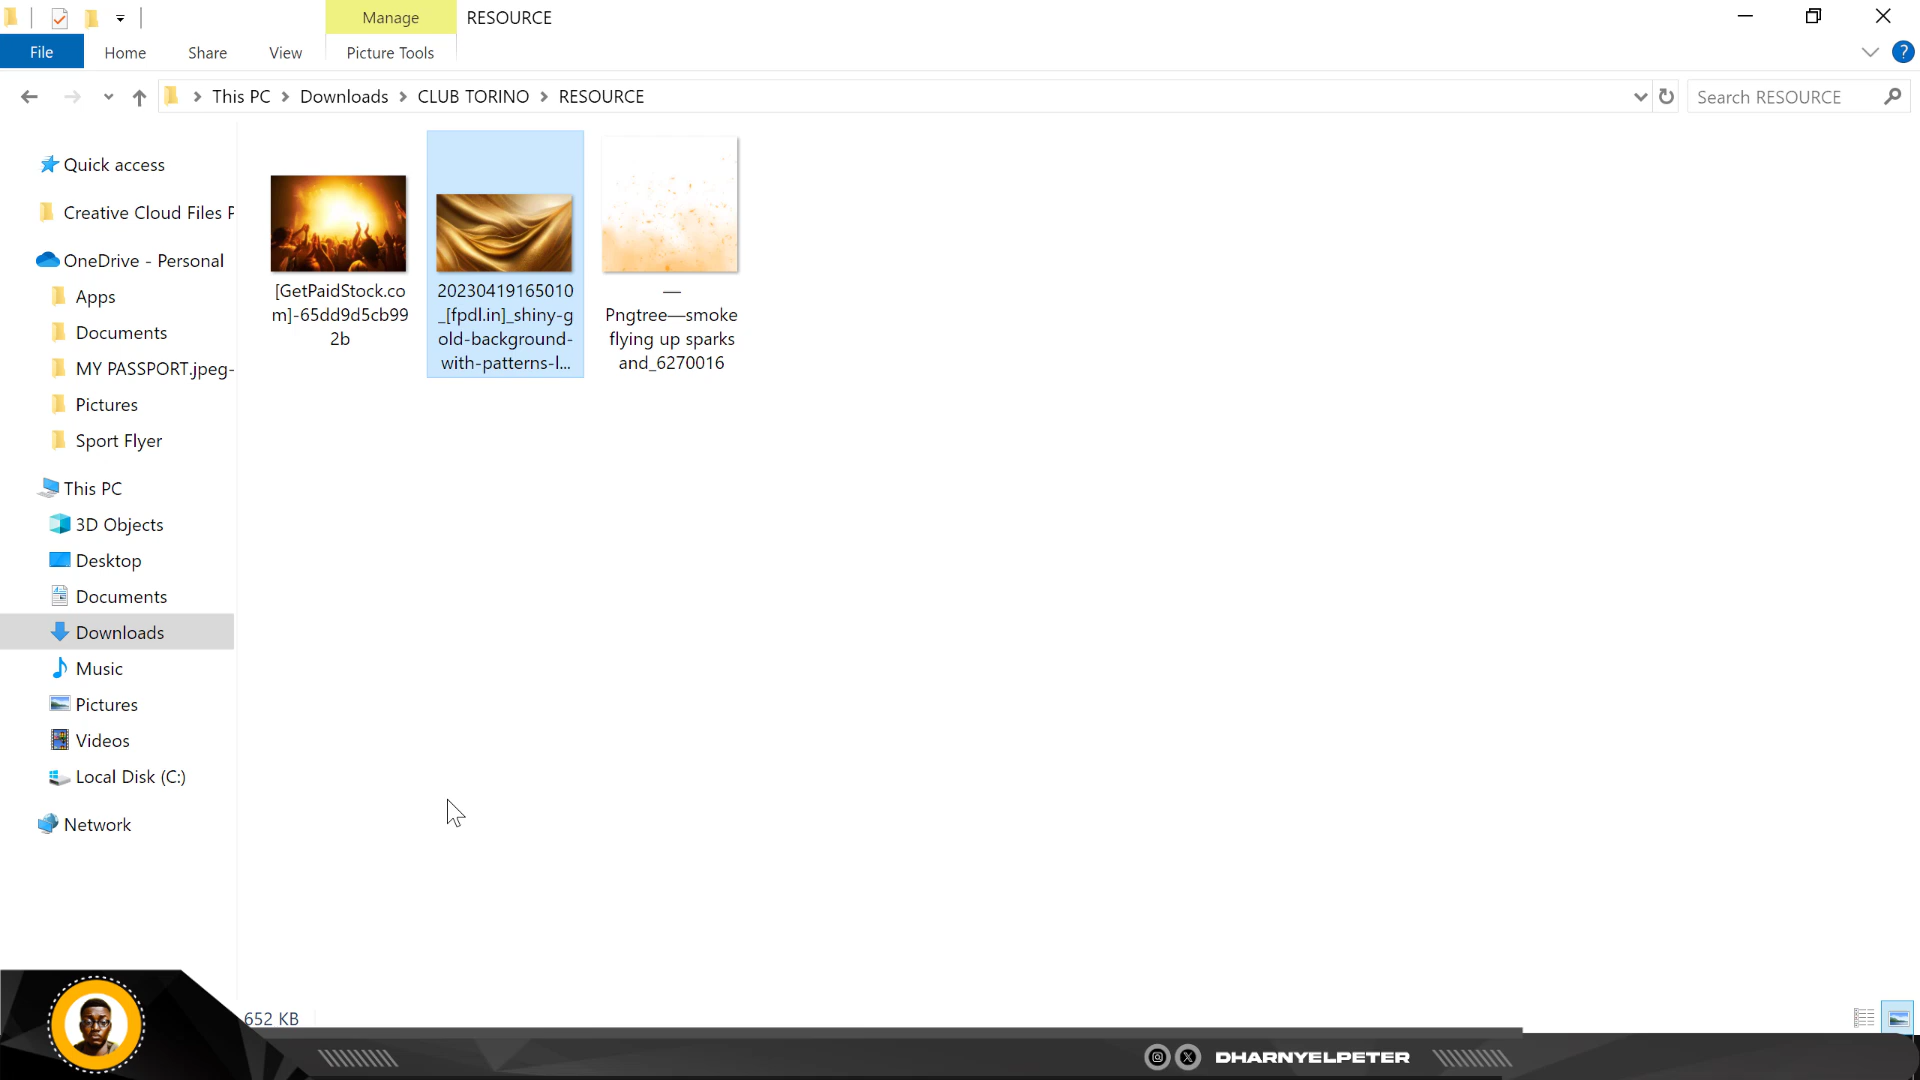 Manage
RESOURCE
File
Home
Share
View
Picture Tools
?
This PC
Downloads
CLUB TORINO
RESOURCE
Search RESOURCE
Quick access
Creative Cloud Files P
OneDrive - Personal
Apps
Documents
MY PASSPORT.jpeg-
Pictures
Sport Flyer
This PC
3D Objects
Desktop
Documents
Downloads
Music
Pictures
Videos
Local Disk (C:)
Network
[GetPaidStock.co
m]-65dd9d5cb99
2b
20230419165010
_[fpdl.in]_shiny-g
old-background-
with-patterns-l...
—
Pngtree—smoke
flying up sparks
and_6270016
652 KB
DHARNYELPETER